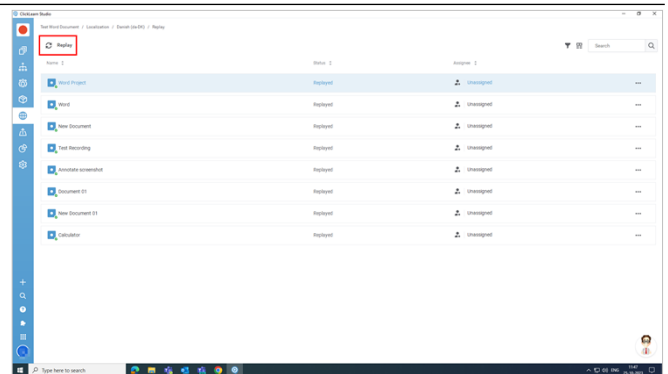 ClickLearn Studio
Test Word Document / Localization / Danish (da-DK) / Replay
Replay
Search
Name Status Assignee
Word Project Replayed Unassigned
Word Replayed Unassigned
New Document Replayed Unassigned
Test Recording Replayed Unassigned
Annotate screenshot Replayed Unassigned
Document 01 Replayed Unassigned
New Document 01 Replayed Unassigned
Calculator Replayed Unassigned
Type here to search
ENG
11:47